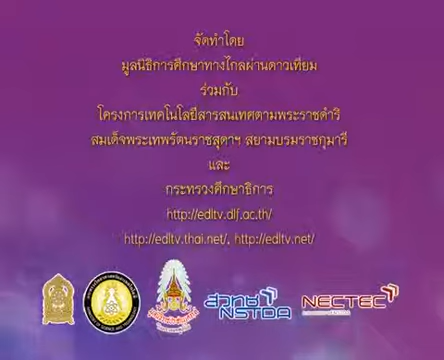 จัดทำโดย
มูลนิธิการศึกษาทางไกลผ่านดาวเทียม
ร่วมกับ
โครงการเทคโนโลยีสารสนเทศตามพระราชดำริ
สมเด็จพระเทพรัตนราชสุดาฯ สยามบรมราชกุมารี
และ
กระทรวงศึกษาธิการ
http://edltv.dlf.ac.th/
http://edltv.thai.net/, http://edltv.net/
สวทช
NSTDA
NECTEC